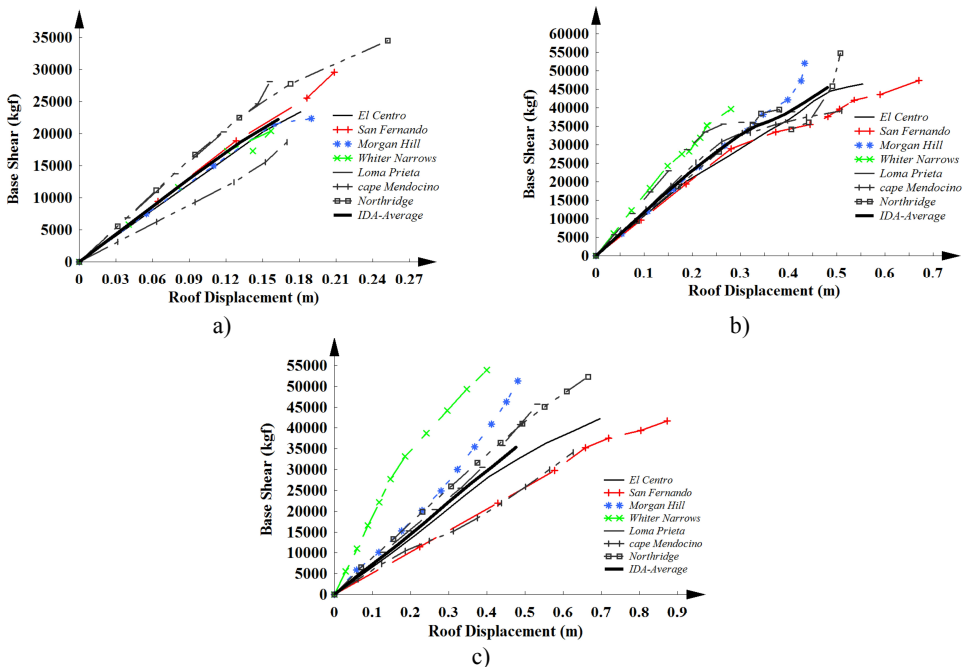 a)
Base Shear (kgf)
35000
30000
25000
20000
15000
10000
5000
0
0 0.03 0.06 0.09 0.12 0.15 0.18 0.21 0.24 0.27
Roof Displacement (m)
El Centro
San Fernando
Morgan Hill
Whiter Narrows
Loma Prieta
cape Mendocino
Northridge
IDA-Average
a)
b)
Base Shear (kgf)
60000
55000
50000
45000
40000
35000
30000
25000
20000
15000
10000
5000
0
0 0.1 0.2 0.3 0.4 0.5 0.6 0.7
Roof Displacement (m)
El Centro
San Fernando
Morgan Hill
Whiter Narrows
Loma Prieta
cape Mendocino
Northridge
IDA-Average
b)
c)
Base Shear (kgf)
55000
50000
45000
40000
35000
30000
25000
20000
15000
10000
5000
0
0 0.1 0.2 0.3 0.4 0.5 0.6 0.7 0.8 0.9
Roof Displacement (m)
El Centro
San Fernando
Morgan Hill
Whiter Narrows
Loma Prieta
cape Mendocino
Northridge
IDA-Average
c)